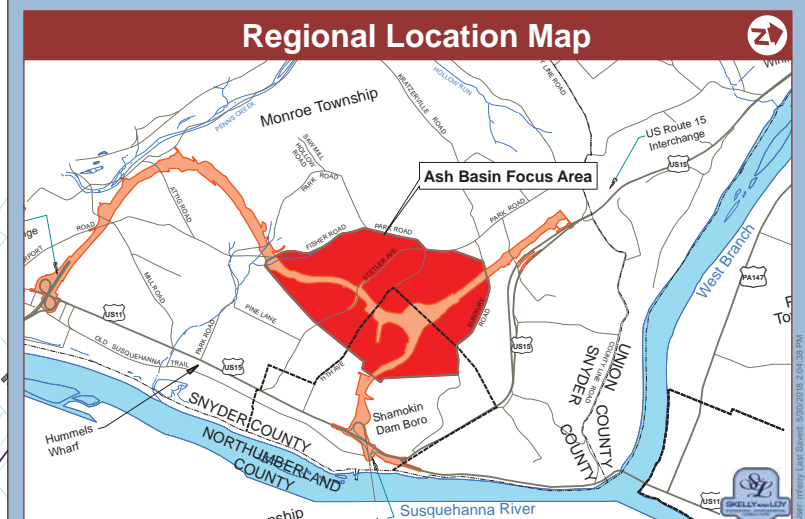 Regional Location Map
Z
Monroe Township
PENNS CREEK
HOLLOW RUN
KRATZERVILLE
ROAD
SAW MILL
HOLLOW
ROAD
PARK ROAD
US Route 15
Interchange
US15
Ash Basin Focus Area
ATTIG ROAD
ROAD
FISHER ROAD
PARK ROAD
PARK ROAD
STETLER AVE
SUNBURY
ROAD
West Branch
PA147
MILL ROAD
US11
PINE LANE
PARK ROAD
OLD SUSQUEHANNA TRAIL
US15
11TH AVE
US15
UNION
COUNTY
SNYDER
COUNTY
COUNTY LINE ROAD
Hummels
Wharf
SNYDER COUNTY
NORTHUMBERLAND
COUNTY
Shamokin
Dam Boro
Susquehanna River
US11
SKELLY AND LOY